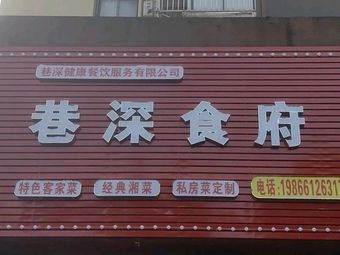 巷深健康餐饮服务有限公司
巷深食府
特色客家菜 经典湘菜 私房菜定制 电话:1986612631